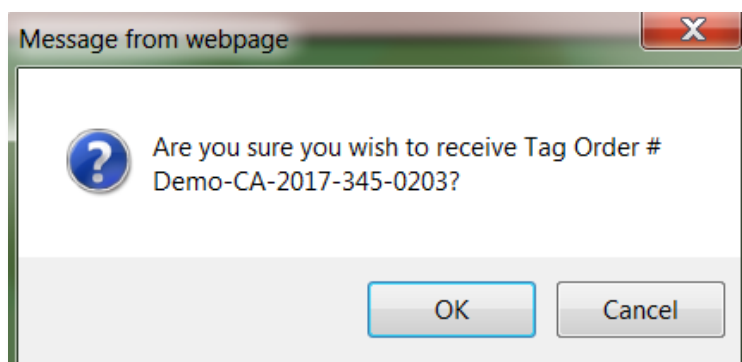 Message from webpage
X
Are you sure you wish to receive Tag Order #
Demo-CA-2017-345-0203?
OK
Cancel